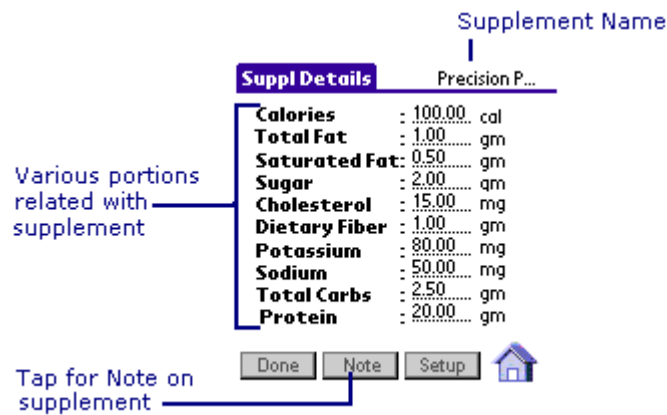 Supplement Name
Suppl Details Precision P...
Calories : 100.00 cal
Total Fat : 1.00 gm
Saturated Fat: 0.50 gm
Sugar : 2.00 gm
Cholesterol : 15.00 mg
Dietary Fiber : 1.00 gm
Potassium : 80.00 mg
Sodium : 50.00 mg
Total Carbs : 2.50 gm
Protein : 20.00 gm
Various portions
related with
supplement
Done Note Setup
Tap for Note on
supplement